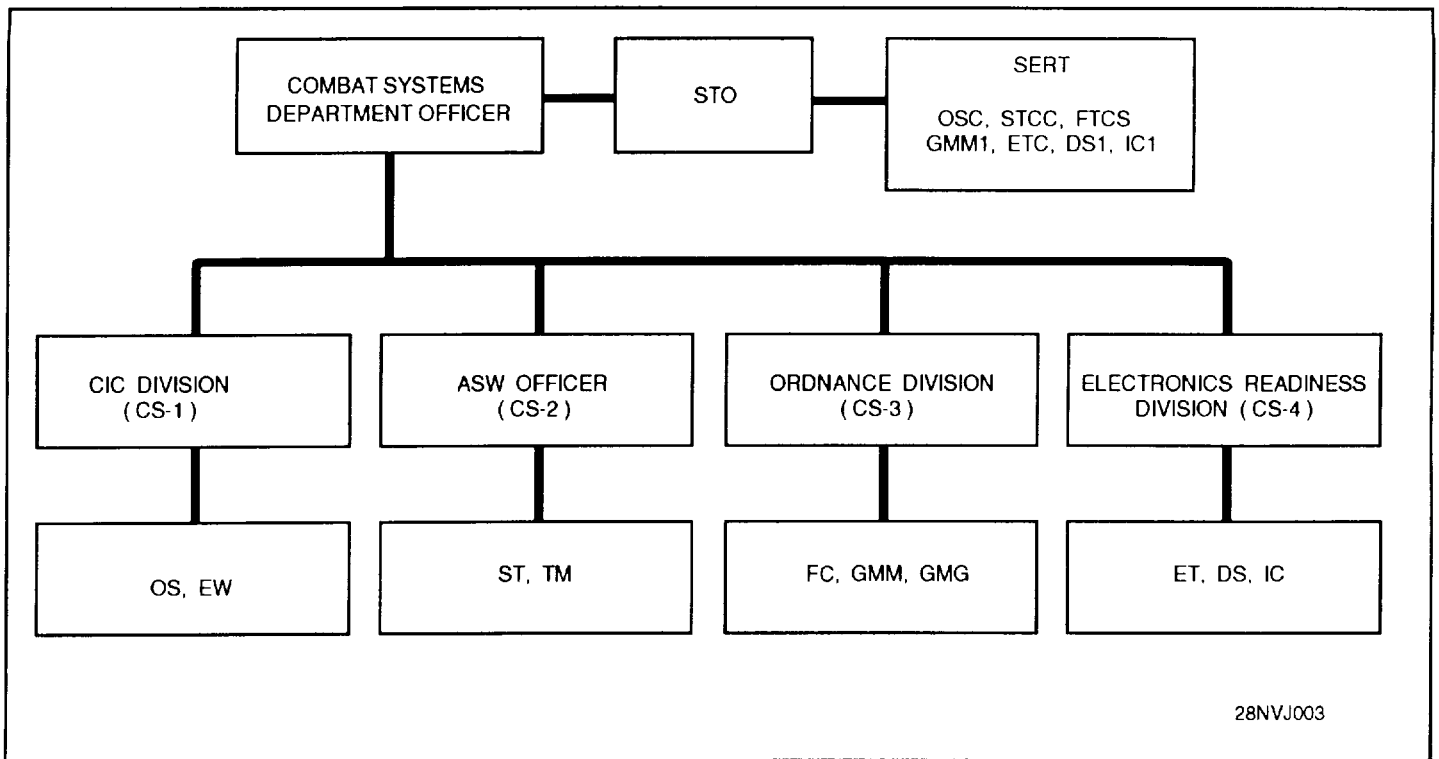 COMBAT SYSTEMS
DEPARTMENT OFFICER
STO
SERT
OSC, STCC, FTCS
GMM1, ETC, DS1, IC1
CIC DIVISION
( CS-1 )
ASW OFFICER
( CS-2 )
ORDNANCE DIVISION
( CS-3 )
ELECTRONICS READINESS
DIVISION ( CS-4 )
OS, EW
ST, TM
FC, GMM, GMG
ET, DS, IC
28NVJ003